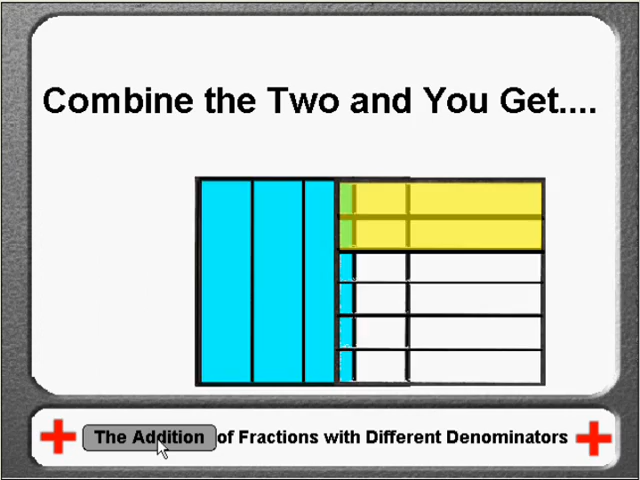 Combine the Two and You Get....
The Addition of Fractions with Different Denominators